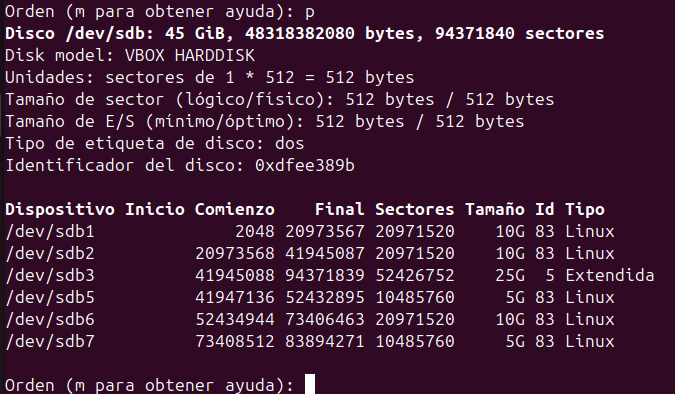 Orden (m para obtener ayuda): p
Disco /dev/sdb: 45 GiB, 48318382080 bytes, 94371840 sectores
Disk model: VBOX HARDDISK
Unidades: sectores de 1 * 512 = 512 bytes
Tamaño de sector (lógico/físico): 512 bytes / 512 bytes
Tamaño de E/S (mínimo/óptimo): 512 bytes / 512 bytes
Tipo de etiqueta de disco: dos
Identificador del disco: 0xdfee389b
Dispositivo Inicio Comienzo Final Sectores Tamaño Id Tipo
/dev/sdb1 2048 20973567 20971520 10G 83 Linux
/dev/sdb2 20973568 41945087 20971520 10G 83 Linux
/dev/sdb3 41945088 94371839 52426752 25G 5 Extendida
/dev/sdb5 41947136 52432895 10485760 5G 83 Linux
/dev/sdb6 52434944 73406463 20971520 10G 83 Linux
/dev/sdb7 73408512 83894271 10485760 5G 83 Linux
Orden (m para obtener ayuda):